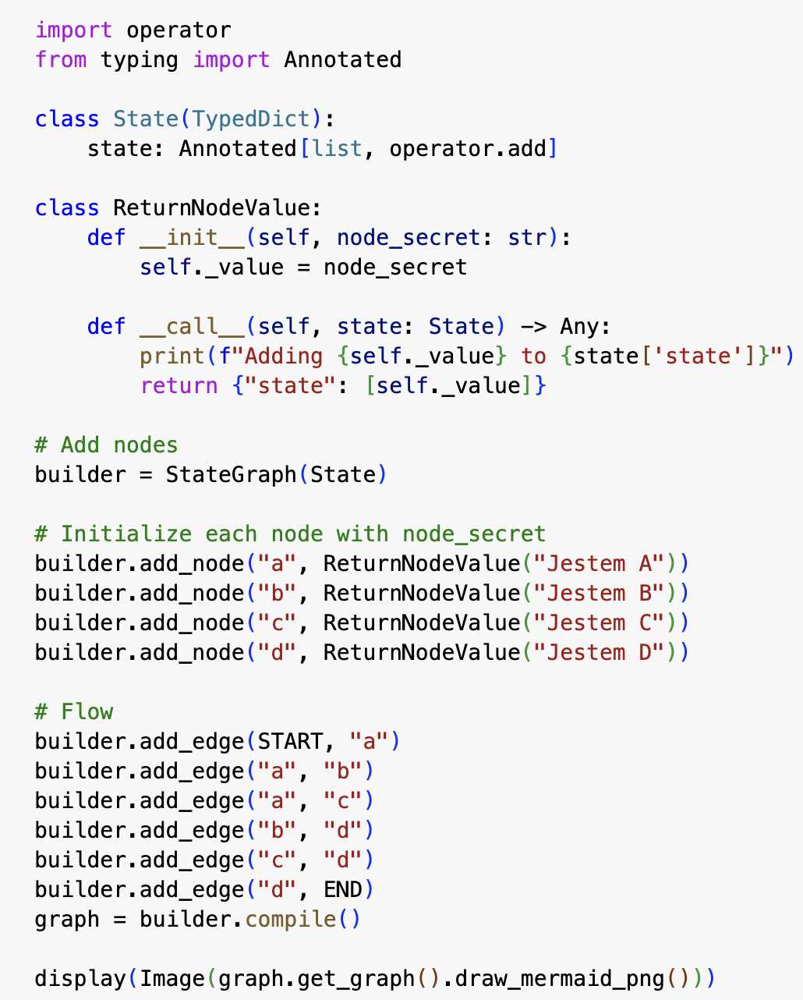 import operator
from typing import Annotated

class State(TypedDict):
    state: Annotated[list, operator.add]

class ReturnNodeValue:
    def __init__(self, node_secret: str):
        self._value = node_secret

    def __call__(self, state: State) -> Any:
        print(f"Adding {self._value} to {state['state']}")
        return {"state": [self._value]}

# Add nodes
builder = StateGraph(State)

# Initialize each node with node_secret
builder.add_node("a", ReturnNodeValue("Jestem A"))
builder.add_node("b", ReturnNodeValue("Jestem B"))
builder.add_node("c", ReturnNodeValue("Jestem C"))
builder.add_node("d", ReturnNodeValue("Jestem D"))

# Flow
builder.add_edge(START, "a")
builder.add_edge("a", "b")
builder.add_edge("a", "c")
builder.add_edge("b", "d")
builder.add_edge("c", "d")
builder.add_edge("d", END)
graph = builder.compile()

display(Image(graph.get_graph().draw_mermaid_png()))